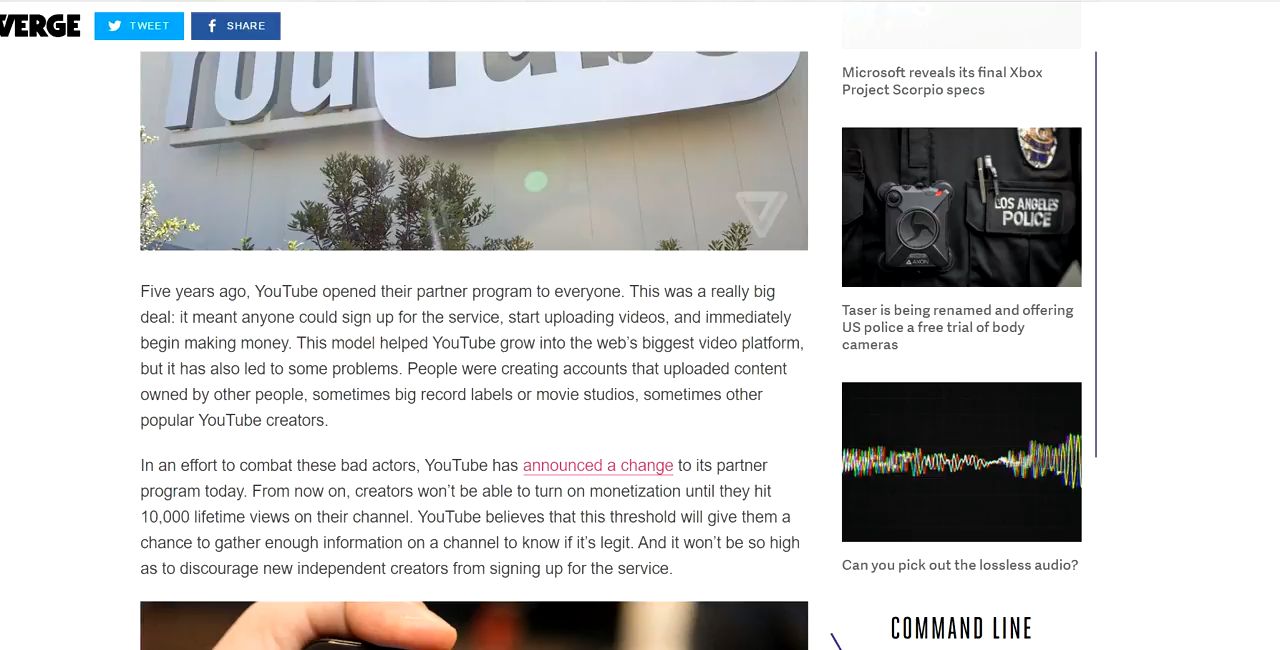 VERGE
TWEET
SHARE
YouTube
Five years ago, YouTube opened their partner program to everyone. This was a really big
deal: it meant anyone could sign up for the service, start uploading videos, and immediately
begin making money. This model helped YouTube grow into the web's biggest video platform,
but it has also led to some problems. People were creating accounts that uploaded content
owned by other people, sometimes big record labels or movie studios, sometimes other
popular YouTube creators.
In an effort to combat these bad actors, YouTube has announced a change to its partner
program today. From now on, creators won't be able to turn on monetization until they hit
10,000 lifetime views on their channel. YouTube believes that this threshold will give them a
chance to gather enough information on a channel to know if it's legit. And it won't be so high
as to discourage new independent creators from signing up for the service.
Microsoft reveals its final Xbox
Project Scorpio specs
LOS ANGELES
POLICE
AXON
Taser is being renamed and offering
US police a free trial of body
cameras
Can you pick out the lossless audio?
COMMAND LINE